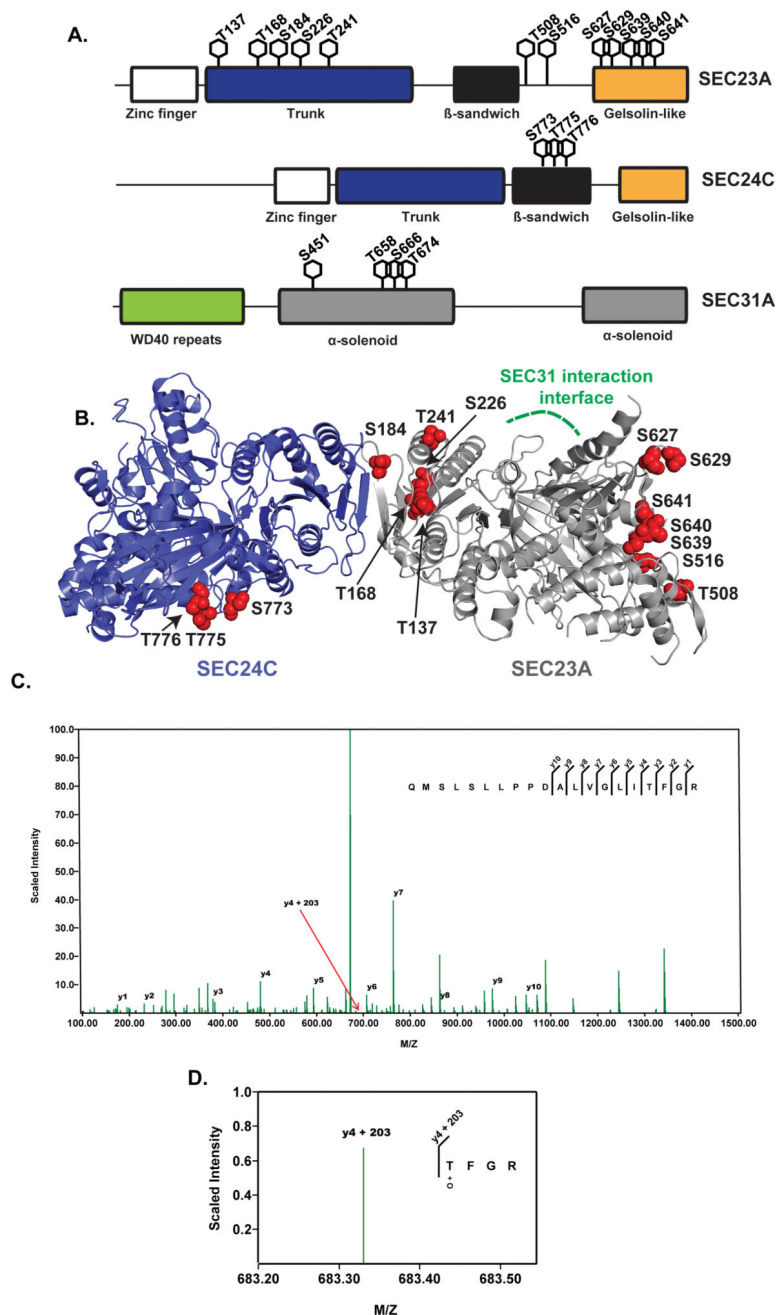 A.
T137 T168 S184 S226 T241 T508 S516 S627 S629 S639 S640 S641
SEC23A
Zinc finger Trunk ß-sandwich Gelsolin-like
S773 T775 T776
SEC24C
Zinc finger Trunk ß-sandwich Gelsolin-like
S451 T658 S666 T674
SEC31A
WD40 repeats α-solenoid α-solenoid
B.
SEC31 interaction
interface
S184 T241 S226
S627 S629
S641
S640
S639
S516
T508
T168 T137
T776 T775 S773
SEC24C SEC23A
C.
100.0
90.0
80.0
70.0
60.0
50.0
40.0
30.0
20.0
10.0
Scaled Intensity
y10 y9 y8 y7 y6 y5 y4 y3 y2 y1
Q M S L S L L P P D A L V G L I T F G R
y4 + 203
y7
y1 y2 y3 y4 y5 y6 y8 y9 y10
100.00 200.00 300.00 400.00 500.00 600.00 700.00 800.00 900.00 1000.00 1100.00 1200.00 1300.00 1400.00 1500.00
M/Z
D.
1.0
0.8
0.6
0.4
0.2
Scaled Intensity
y4 + 203
y4 + 203
T F G R
683.20 683.30 683.40 683.50
M/Z